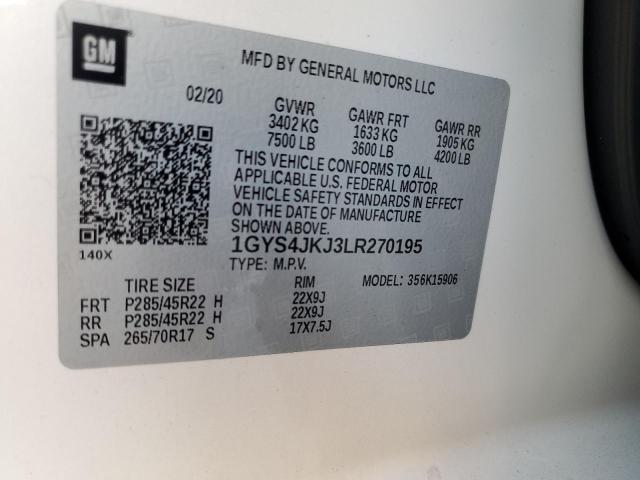 GM
MFD BY GENERAL MOTORS LLC
02/20 GVWR GAWR FRT GAWR RR
3402 KG 1633 KG 1905 KG
7500 LB 3600 LB 4200 LB
THIS VEHICLE CONFORMS TO ALL
APPLICABLE U.S. FEDERAL MOTOR
VEHICLE SAFETY STANDARDS IN EFFECT
ON THE DATE OF MANUFACTURE
SHOWN ABOVE.
140X 1GYS4JKJ3LR270195
TYPE: M.P.V. MODEL: 356K15906
TIRE SIZE RIM
FRT P285/45R22 H 22X9J
RR P285/45R22 H 22X9J
SPA 265/70R17 S 17X7.5J